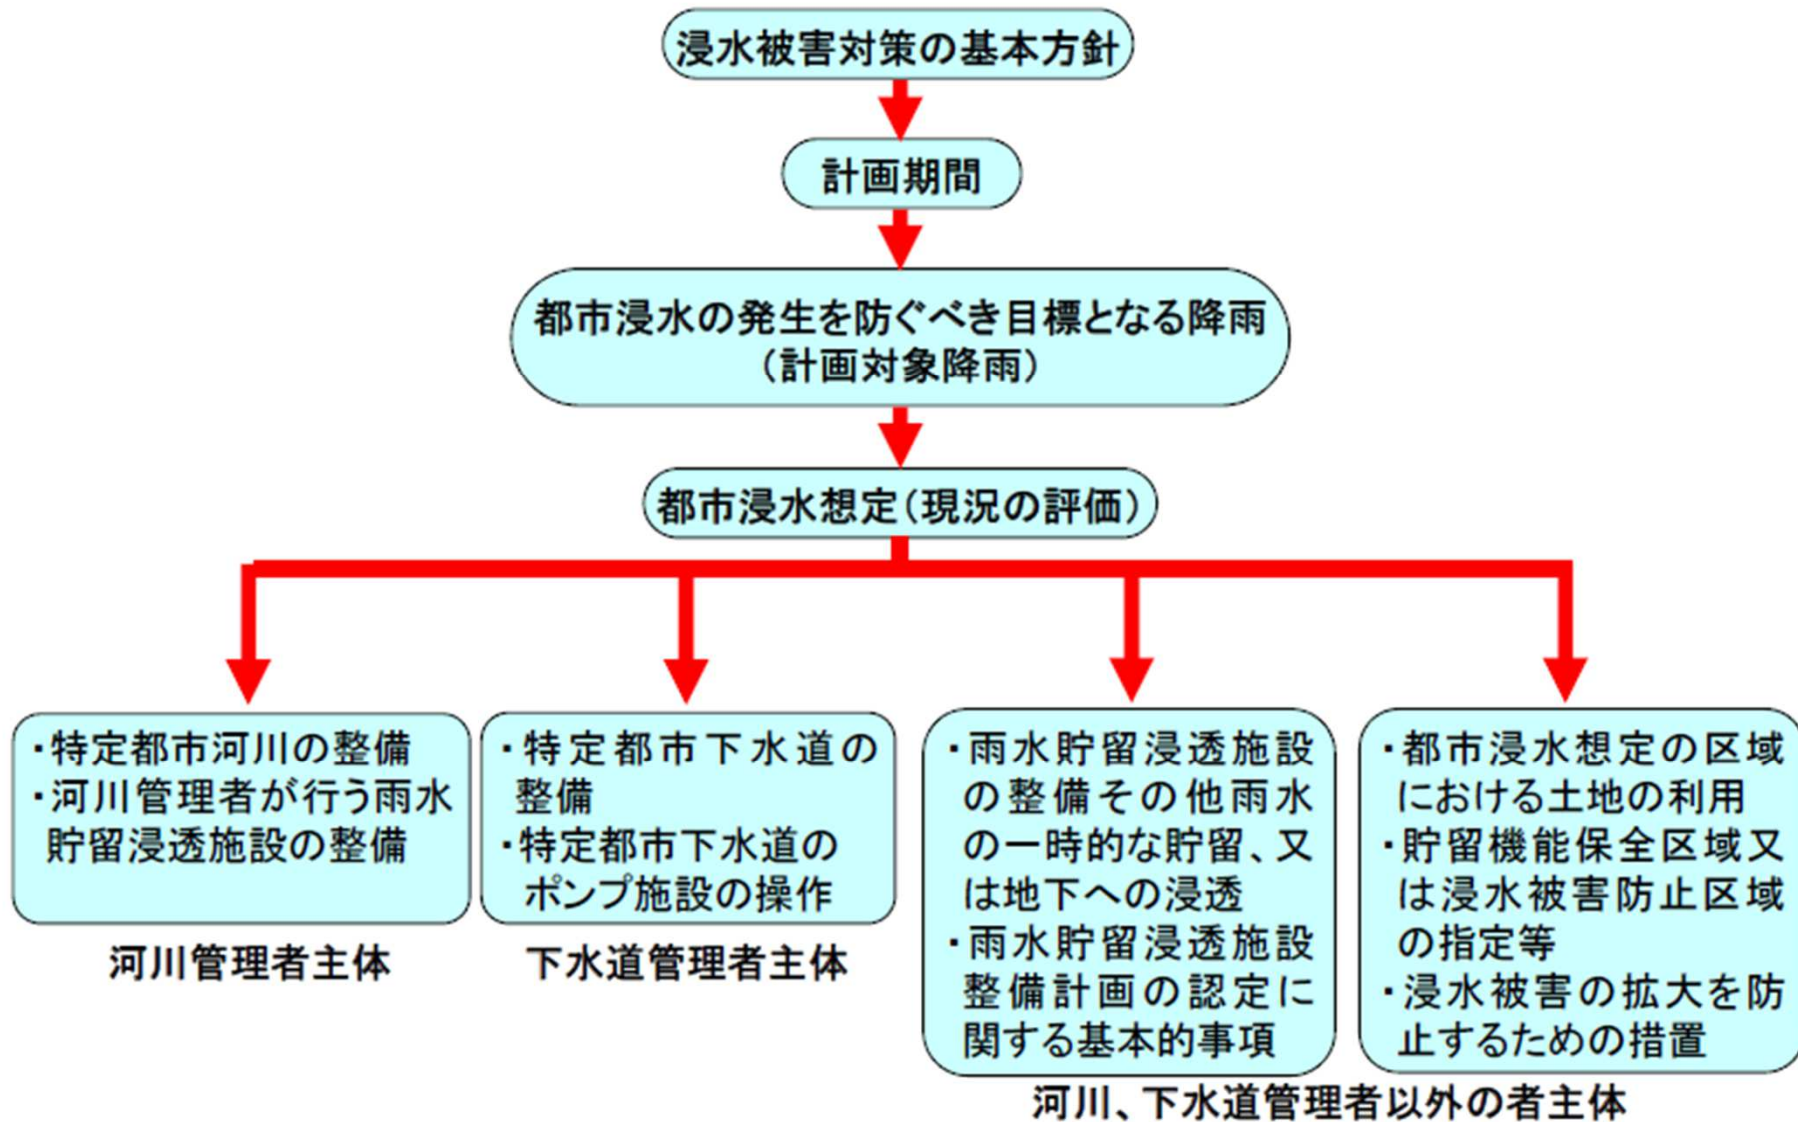 浸水被害対策の基本方針
計画期間
都市浸水の発生を防ぐべき目標となる降雨
（計画対象降雨）
都市浸水想定（現況の評価）
・特定都市河川の整備
・河川管理者が行う雨水
貯留浸透施設の整備
河川管理者主体
・特定都市下水道の
整備
・特定都市下水道の
ポンプ施設の操作
下水道管理者主体
・雨水貯留浸透施設
の整備その他雨水
の一時的な貯留、又
は地下への浸透
・雨水貯留浸透施設
整備計画の認定に
関する基本的事項
・都市浸水想定の区域
における土地の利用
・貯留機能保全区域又
は浸水被害防止区域
の指定等
・浸水被害の拡大を防
止するための措置
河川、下水道管理者以外の者主体